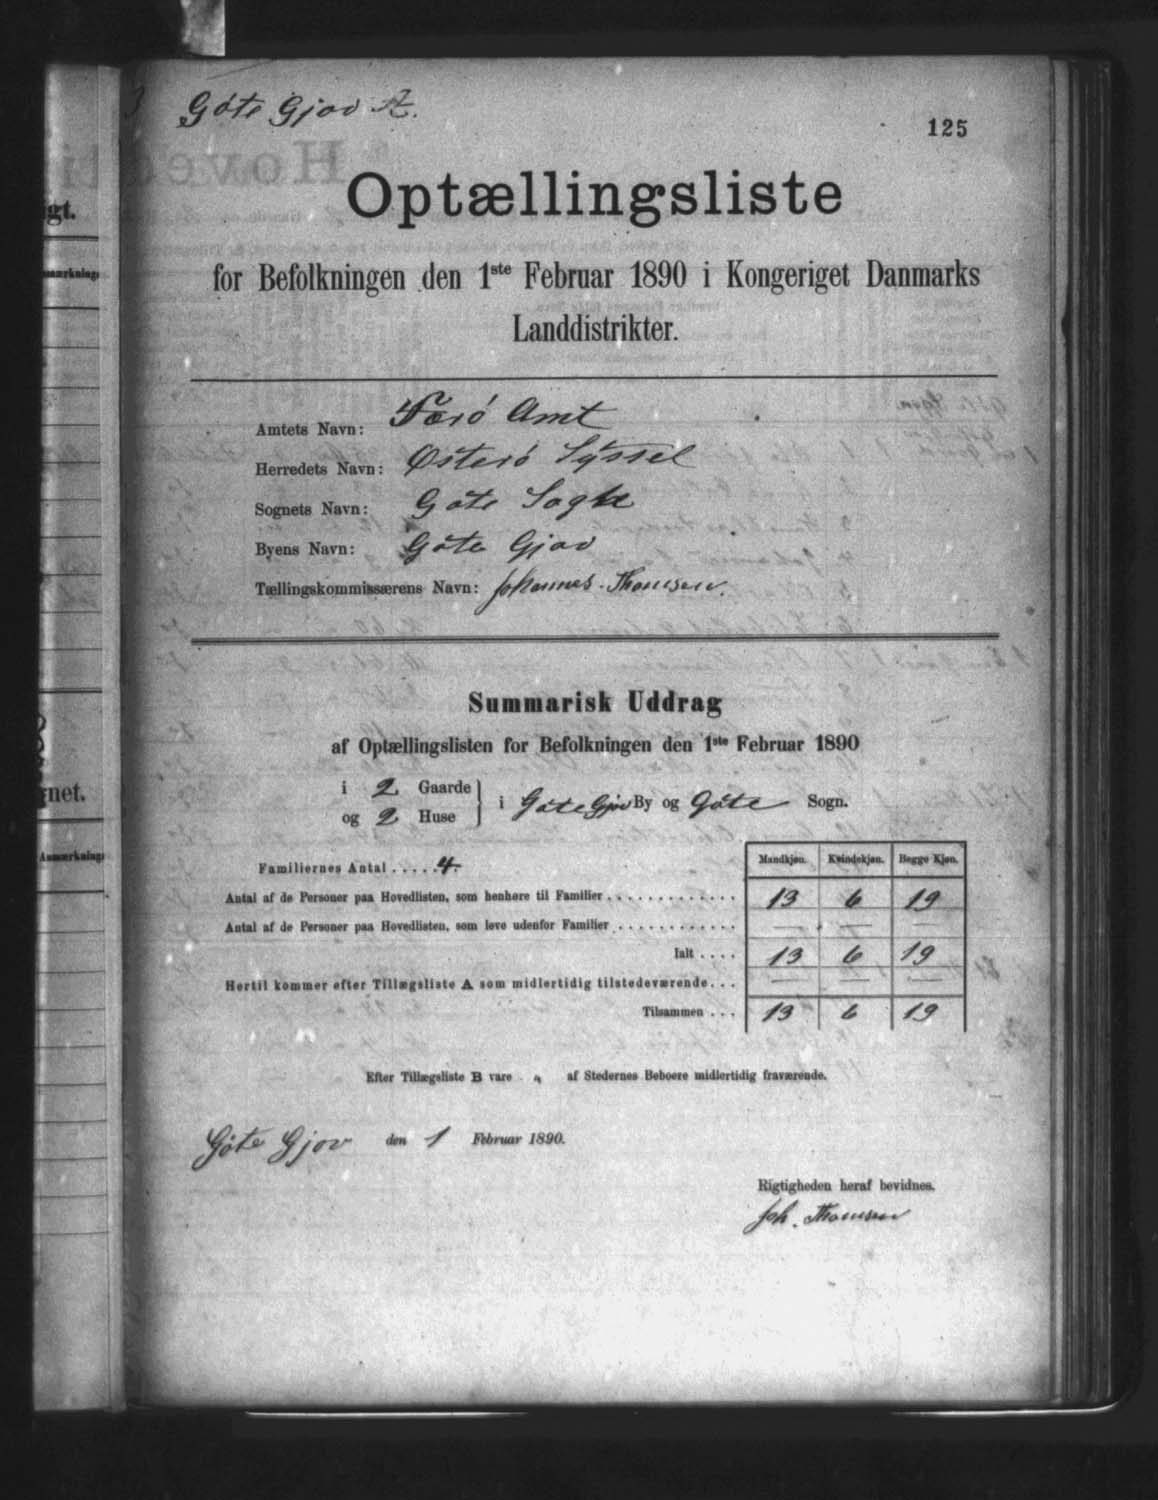 Göte Gjov A.
125
Optællingsliste
for Befolkningen den 1ste Februar 1890 i Kongeriget Danmarks
Landdistrikter.
Amtets Navn: Færö Amt
Herredets Navn: Østerö Syssel
Sognets Navn: Göte Sogn
Byens Navn: Göte Gjov
Tællingskommissærens Navn: Johannes Thomsen.
Summarisk Uddrag
af Optællingslisten for Befolkningen den 1ste Februar 1890
i 2 Gaarde
og 2 Huse
i Göte Gjov By og Göte Sogn.
Mandkjøn. Kvindekjøn. Begge Kjøn.
Familiernes Antal ..... 4.
Antal af de Personer paa Hovedlisten, som henhøre til Familier ............. 13 6 19
Antal af de Personer paa Hovedlisten, som leve udenfor Familier ............ — — —
Ialt .... 13 6 19
Hertil kommer efter Tillægsliste A som midlertidig tilstedeværende... — — —
Tilsammen ... 13 6 19
Efter Tillægsliste B vare " af Stedernes Beboere midlertidig fraværende.
Göte Gjov den 1 Februar 1890.
Rigtigheden heraf bevidnes.
Joh. Thomsen
igt.
gnet.